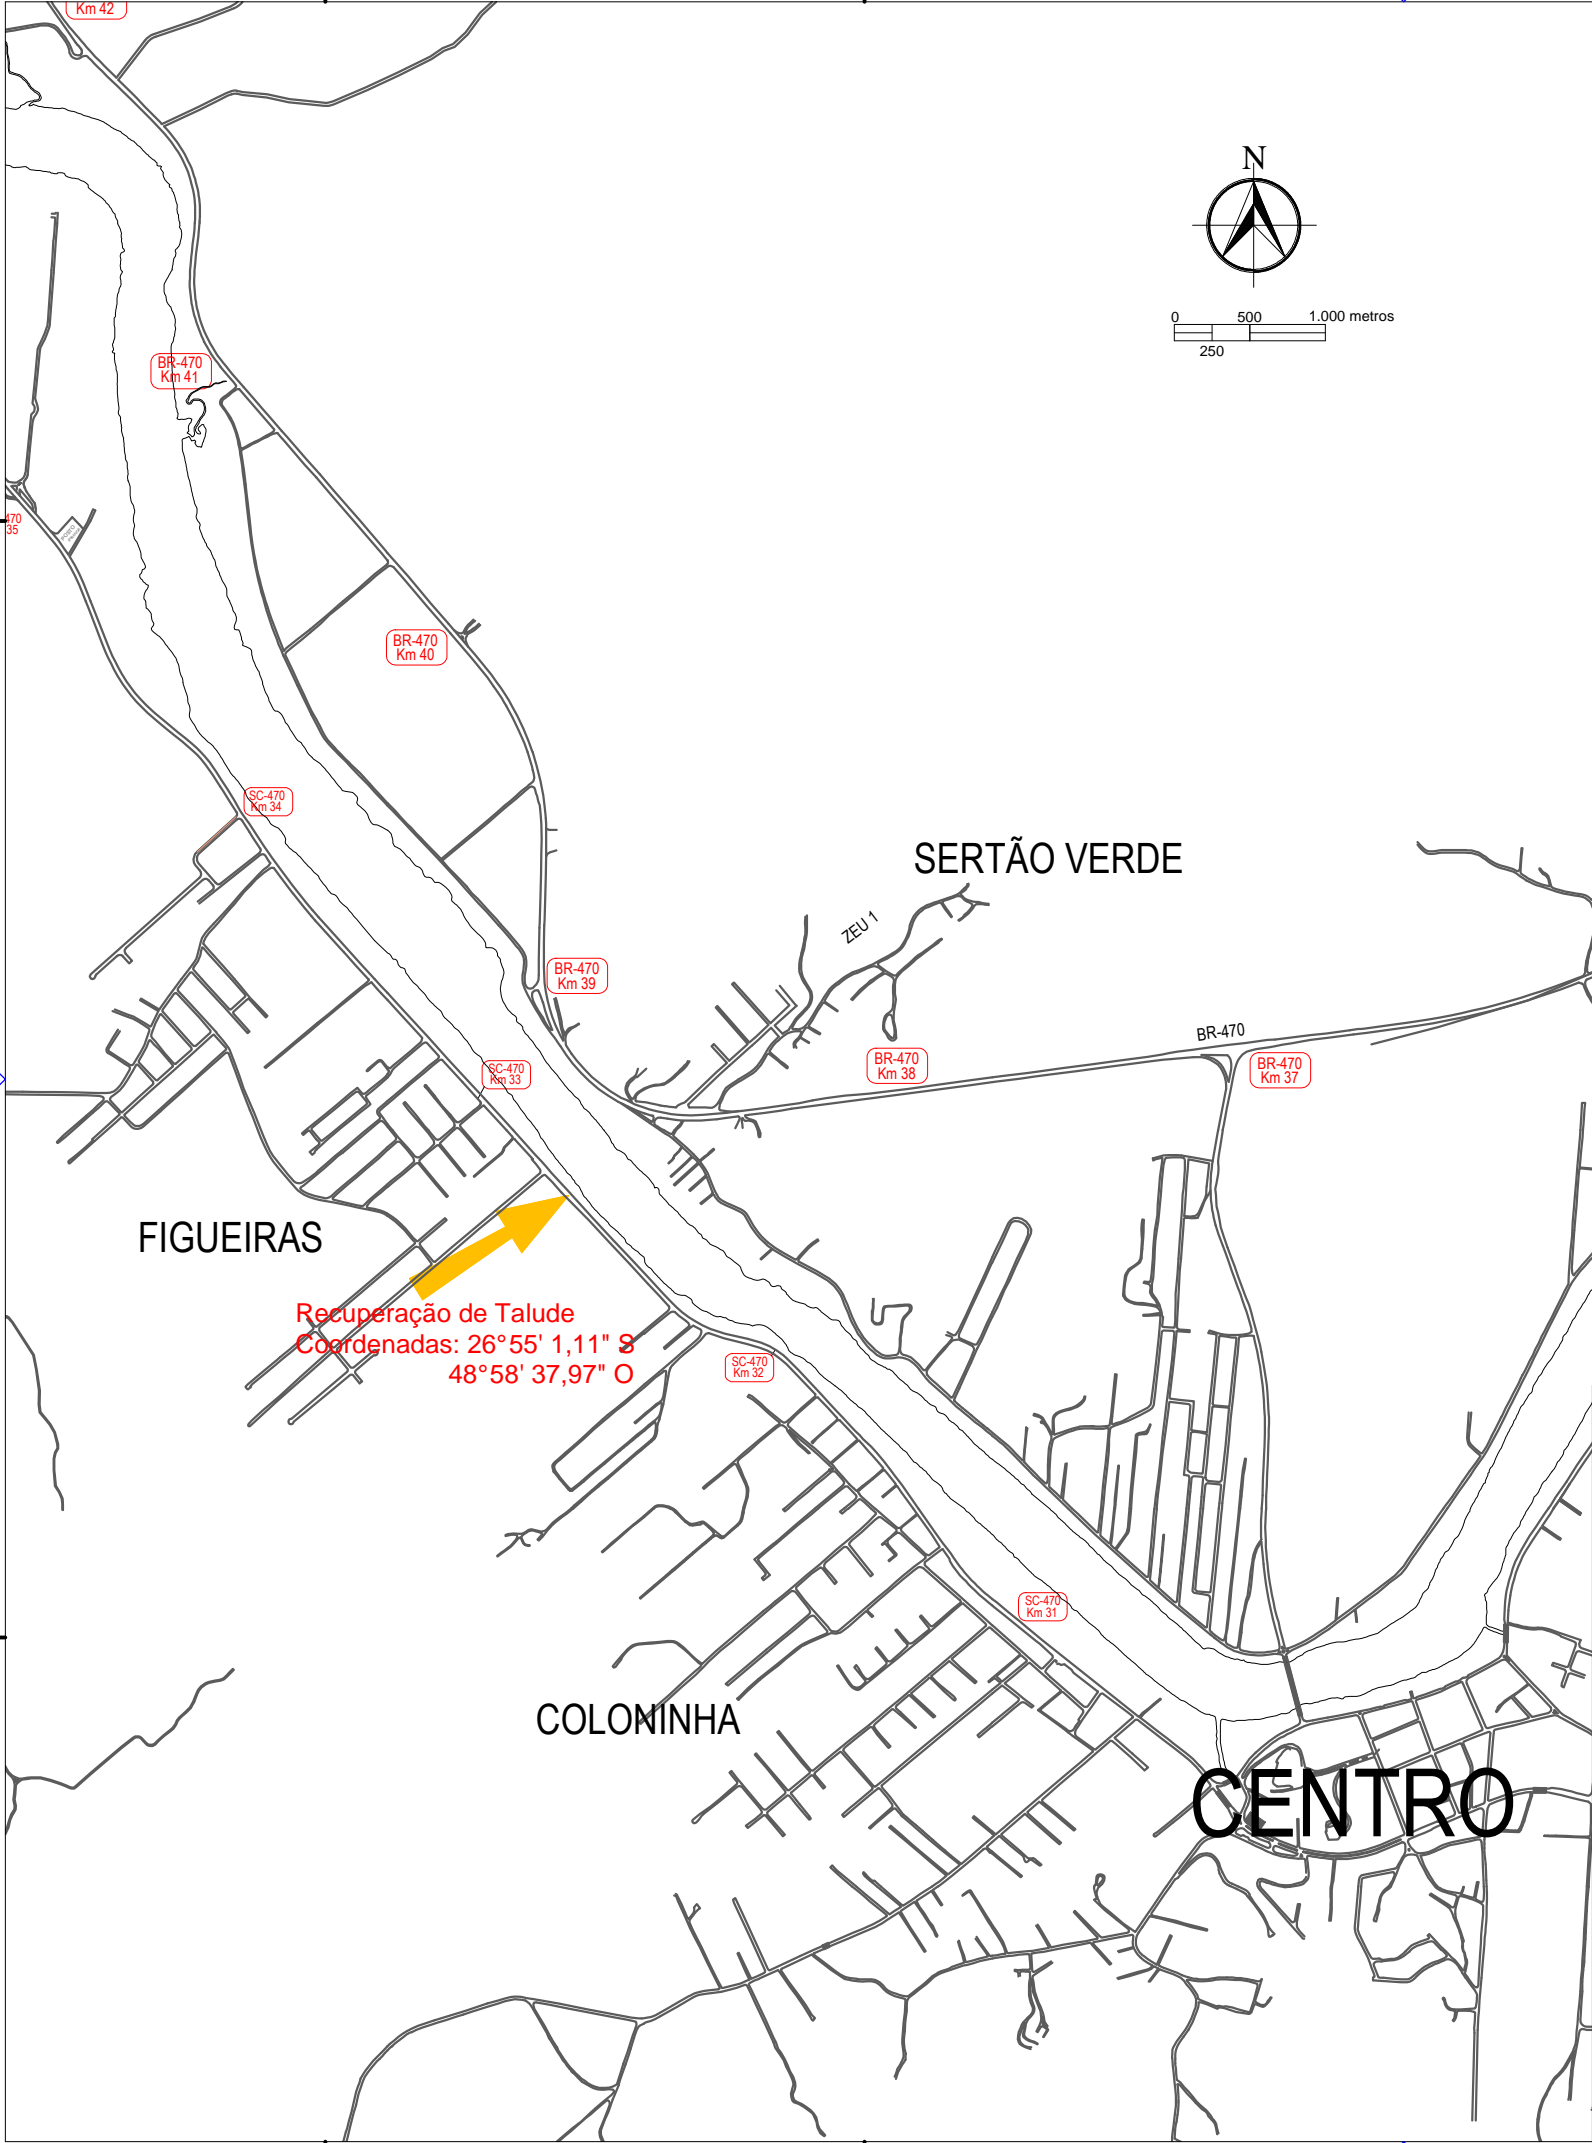 Km 42
N
0 500 1.000 metros
250
BR-470
Km 41
470
35
POSTO
BR-470
Km 40
SC-470
Km 34
SERTÃO VERDE
ZEU 1
BR-470
Km 39
BR-470
BR-470
Km 38
BR-470
Km 37
SC-470
Km 33
FIGUEIRAS
Recuperação de Talude
Coordenadas: 26°55' 1,11" S
48°58' 37,97" O
SC-470
Km 32
SC-470
Km 31
COLONINHA
CENTRO